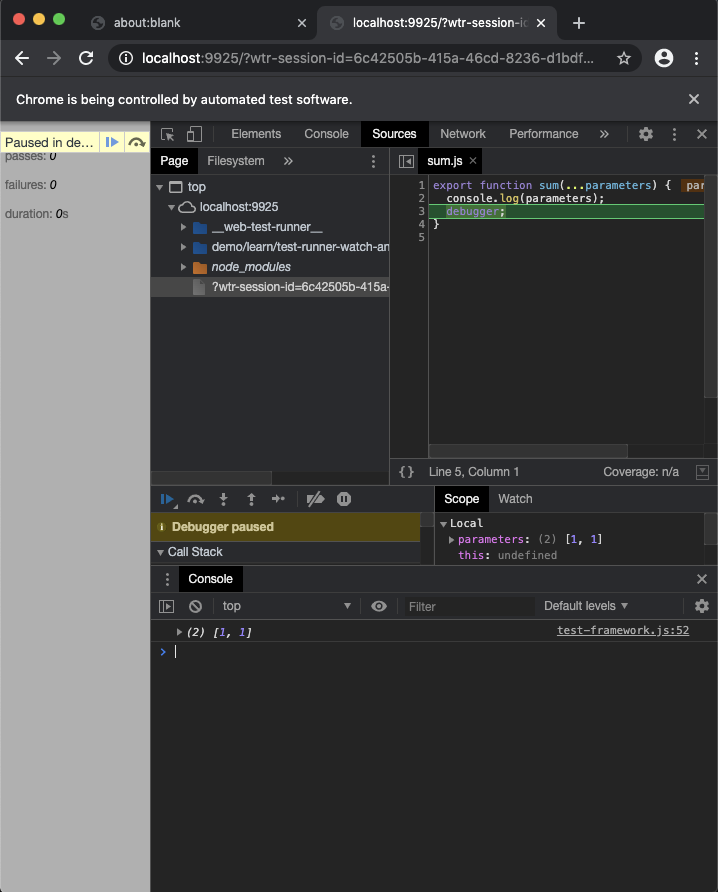 about:blank
localhost:9925/?wtr-session-id
localhost:9925/?wtr-session-id=6c42505b-415a-46cd-8236-d1bdf...
Chrome is being controlled by automated test software.
Paused in de...
passes: 0
failures: 0
duration: 0s
Elements Console Sources Network Performance »
Page Filesystem »
top
localhost:9925
__web-test-runner__
demo/learn/test-runner-watch-an
node_modules
?wtr-session-id=6c42505b-415a-
sum.js
1 export function sum(...parameters) { par
2 console.log(parameters);
3 debugger;
4 }
5
{} Line 5, Column 1 Coverage: n/a
Debugger paused
Call Stack
Scope Watch
Local
parameters: (2) [1, 1]
this: undefined
Console
top Filter Default levels
(2) [1, 1] test-framework.js:52
>